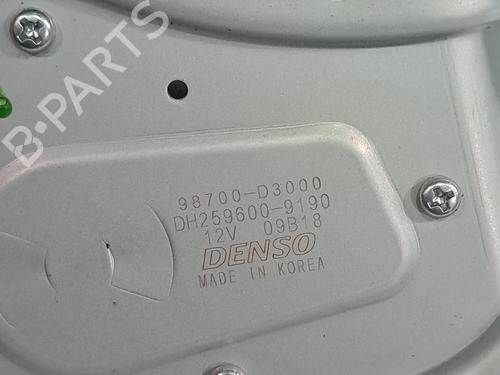 B-PARTS
98700-D3000
DH259600-9190
12V 09B18
DENSO
MADE IN KOREA